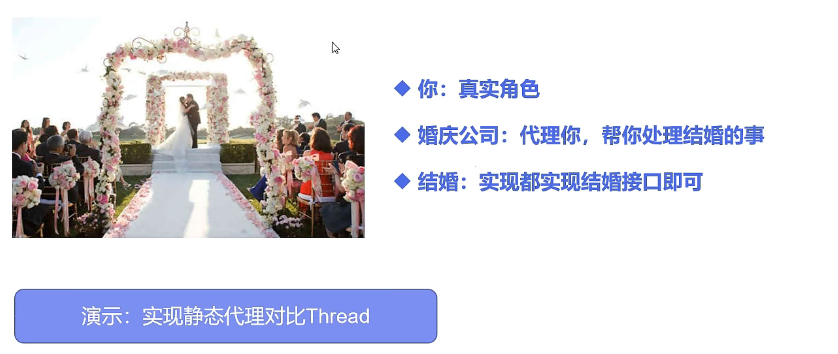 你：真实角色
婚庆公司：代理你，帮你处理结婚的事
结婚：实现都实现结婚接口即可
演示：实现静态代理对比Thread